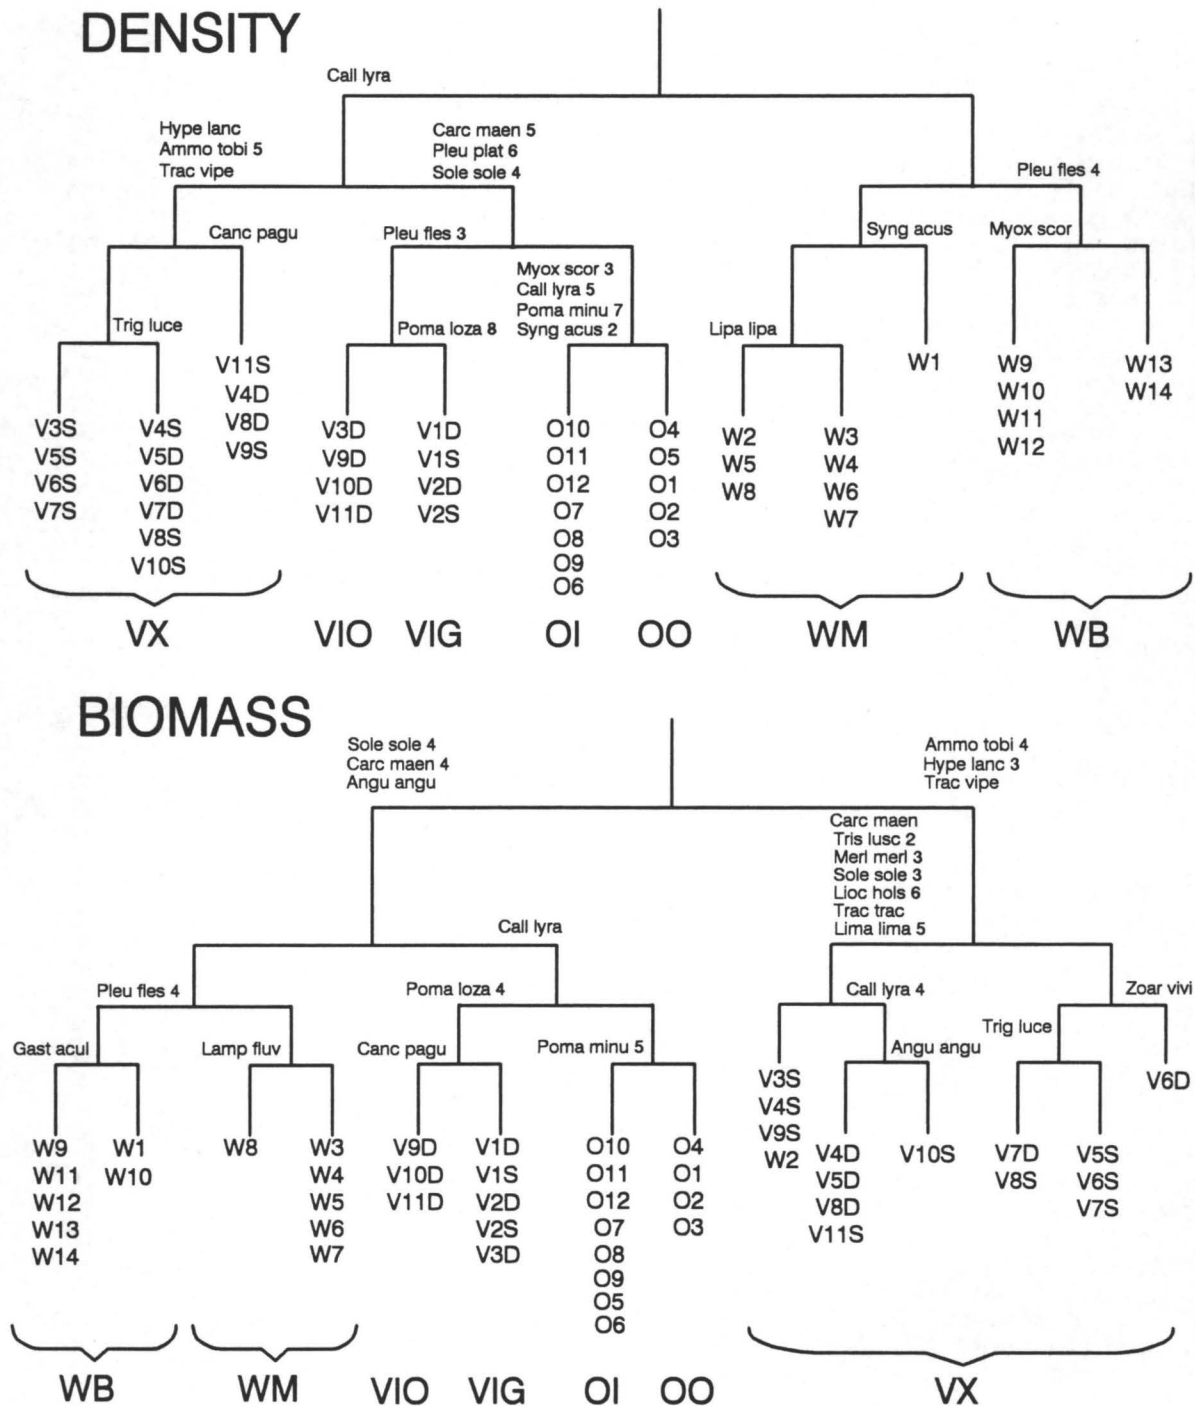 DENSITY
Call lyra
Hype lanc
Ammo tobi 5
Trac vipe
Carc maen 5
Pleu plat 6
Sole sole 4
Pleu fles 4
Canc pagu
Pleu fles 3
Syng acus
Myox scor
Myox scor 3
Call lyra 5
Poma minu 7
Syng acus 2
Trig luce
Poma loza 8
Lipa lipa
V3S
V5S
V6S
V7S
V4S
V5D
V6D
V7D
V8S
V10S
V11S
V4D
V8D
V9S
V3D
V9D
V10D
V11D
V1D
V1S
V2D
V2S
O10
O11
O12
O7
O8
O9
O6
O4
O5
O1
O2
O3
W2
W5
W8
W3
W4
W6
W7
W1
W9
W10
W11
W12
W13
W14
VX VIO VIG OI OO WM WB
BIOMASS
Sole sole 4
Carc maen 4
Angu angu
Ammo tobi 4
Hype lanc 3
Trac vipe
Carc maen
Tris lusc 2
Merl merl 3
Sole sole 3
Lioc hols 6
Trac trac
Lima lima 5
Call lyra
Pleu fles 4
Poma loza 4
Call lyra 4
Zoar vivi
Gast acul
Lamp fluv
Canc pagu
Poma minu 5
Angu angu
Trig luce
W9
W11
W12
W13
W14
W1
W10
W8
W3
W4
W5
W6
W7
V9D
V10D
V11D
V1D
V1S
V2D
V2S
V3D
O10
O11
O12
O7
O8
O9
O5
O6
O4
O1
O2
O3
V3S
V4S
V9S
W2
V4D
V5D
V8D
V11S
V10S
V7D
V8S
V5S
V6S
V7S
V6D
WB WM VIO VIG OI OO VX